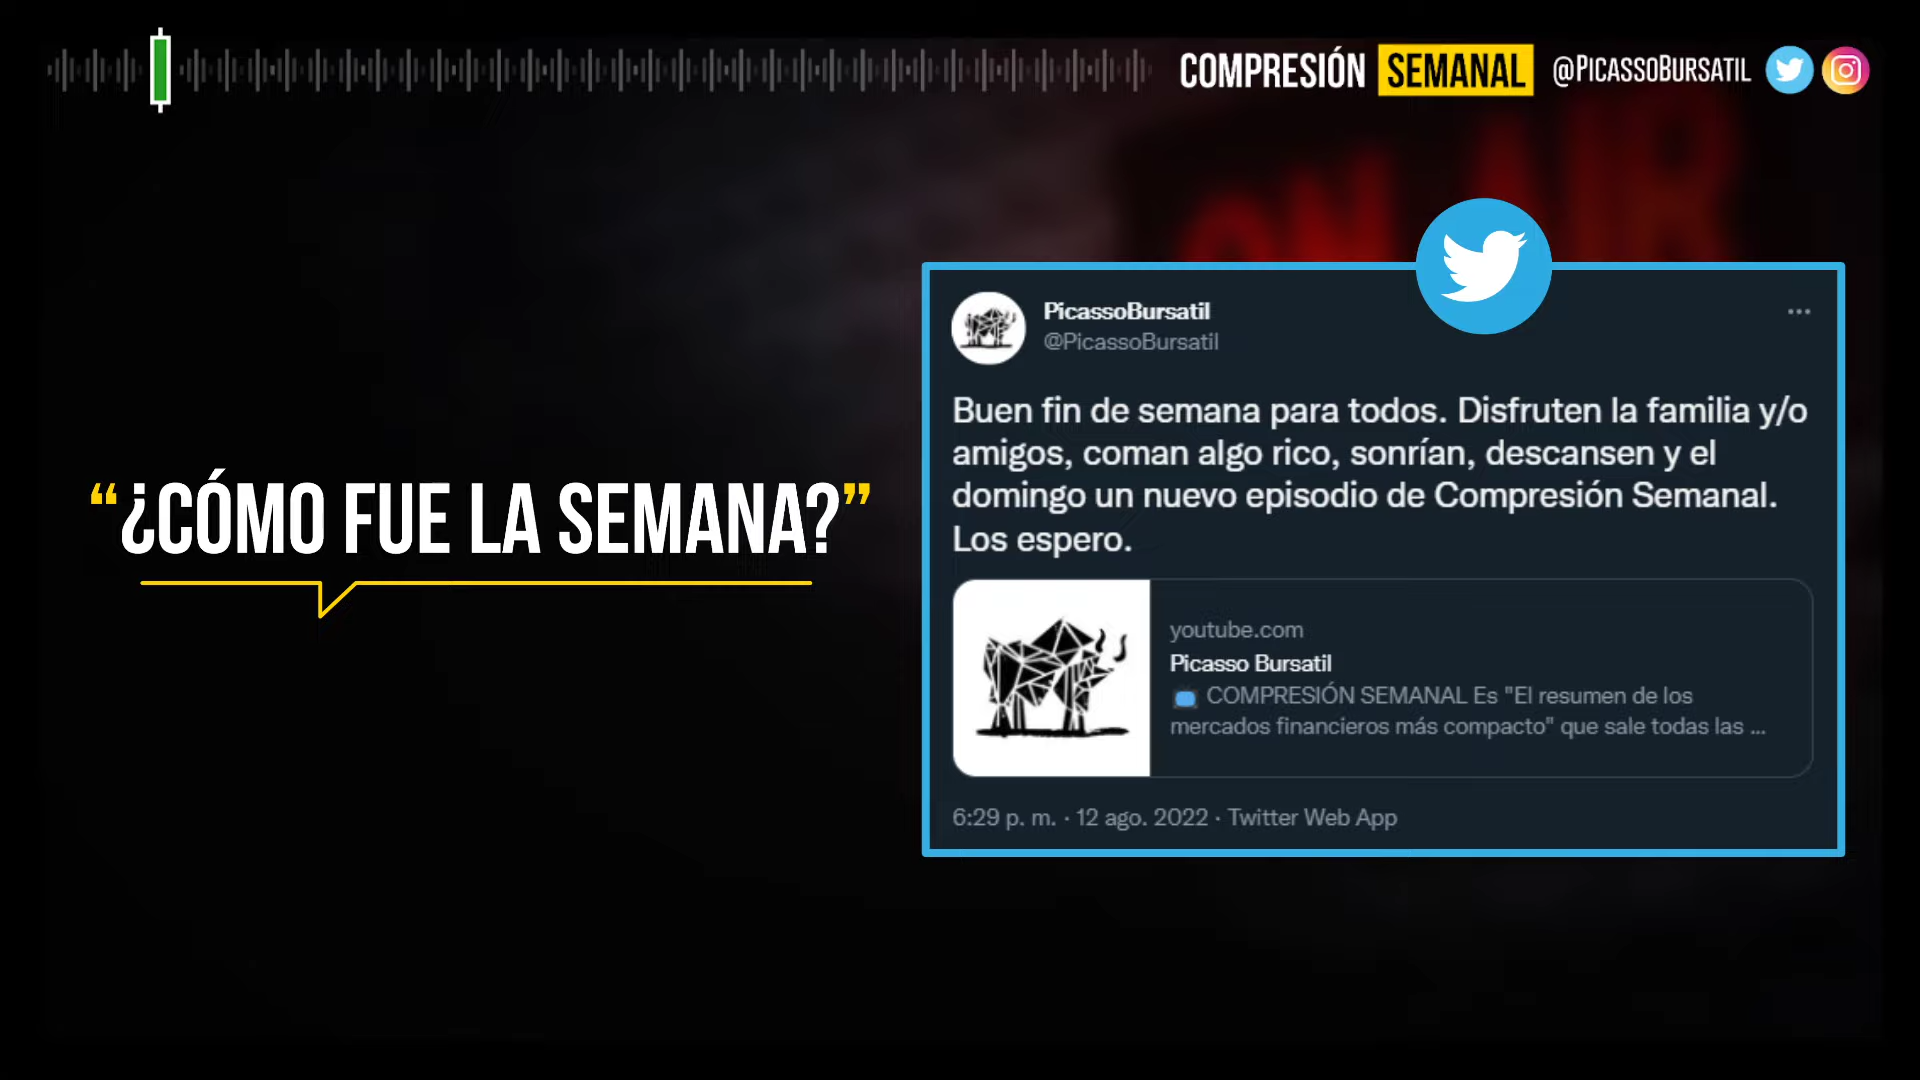 COMPRESIÓN SEMANAL @PICASSOBURSATIL
ON AIR
“¿CÓMO FUE LA SEMANA?”
PicassoBursatil
@PicassoBursatil
Buen fin de semana para todos. Disfruten la familia y/o
amigos, coman algo rico, sonrían, descansen y el
domingo un nuevo episodio de Compresión Semanal.
Los espero.
youtube.com
Picasso Bursatil
COMPRESIÓN SEMANAL Es "El resumen de los
mercados financieros más compacto" que sale todas las ...
6:29 p. m. · 12 ago. 2022 · Twitter Web App